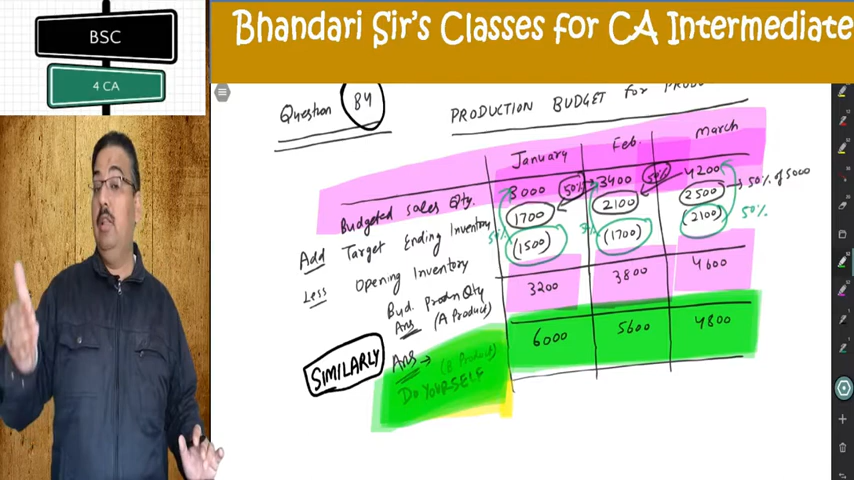 Bhandari Sir's Classes for CA Intermediate
BSC
4 CA
Question 84
PRODUCTION BUDGET for PRODU
January Feb. March
Budgeted Sales Qty. 3000 50% 3400 50% 4200
Add Target Ending Inventory 1700 2100 2500 → 50% of 5000
Less Opening Inventory 50% (1500) 50% (1700) (2100) 50%
Bud. Prodn Qty 3200 3800 4600
Ans (A Product)
SIMILARLY Ans → (B Product) 6000 5600 4800
DO YOURSELF